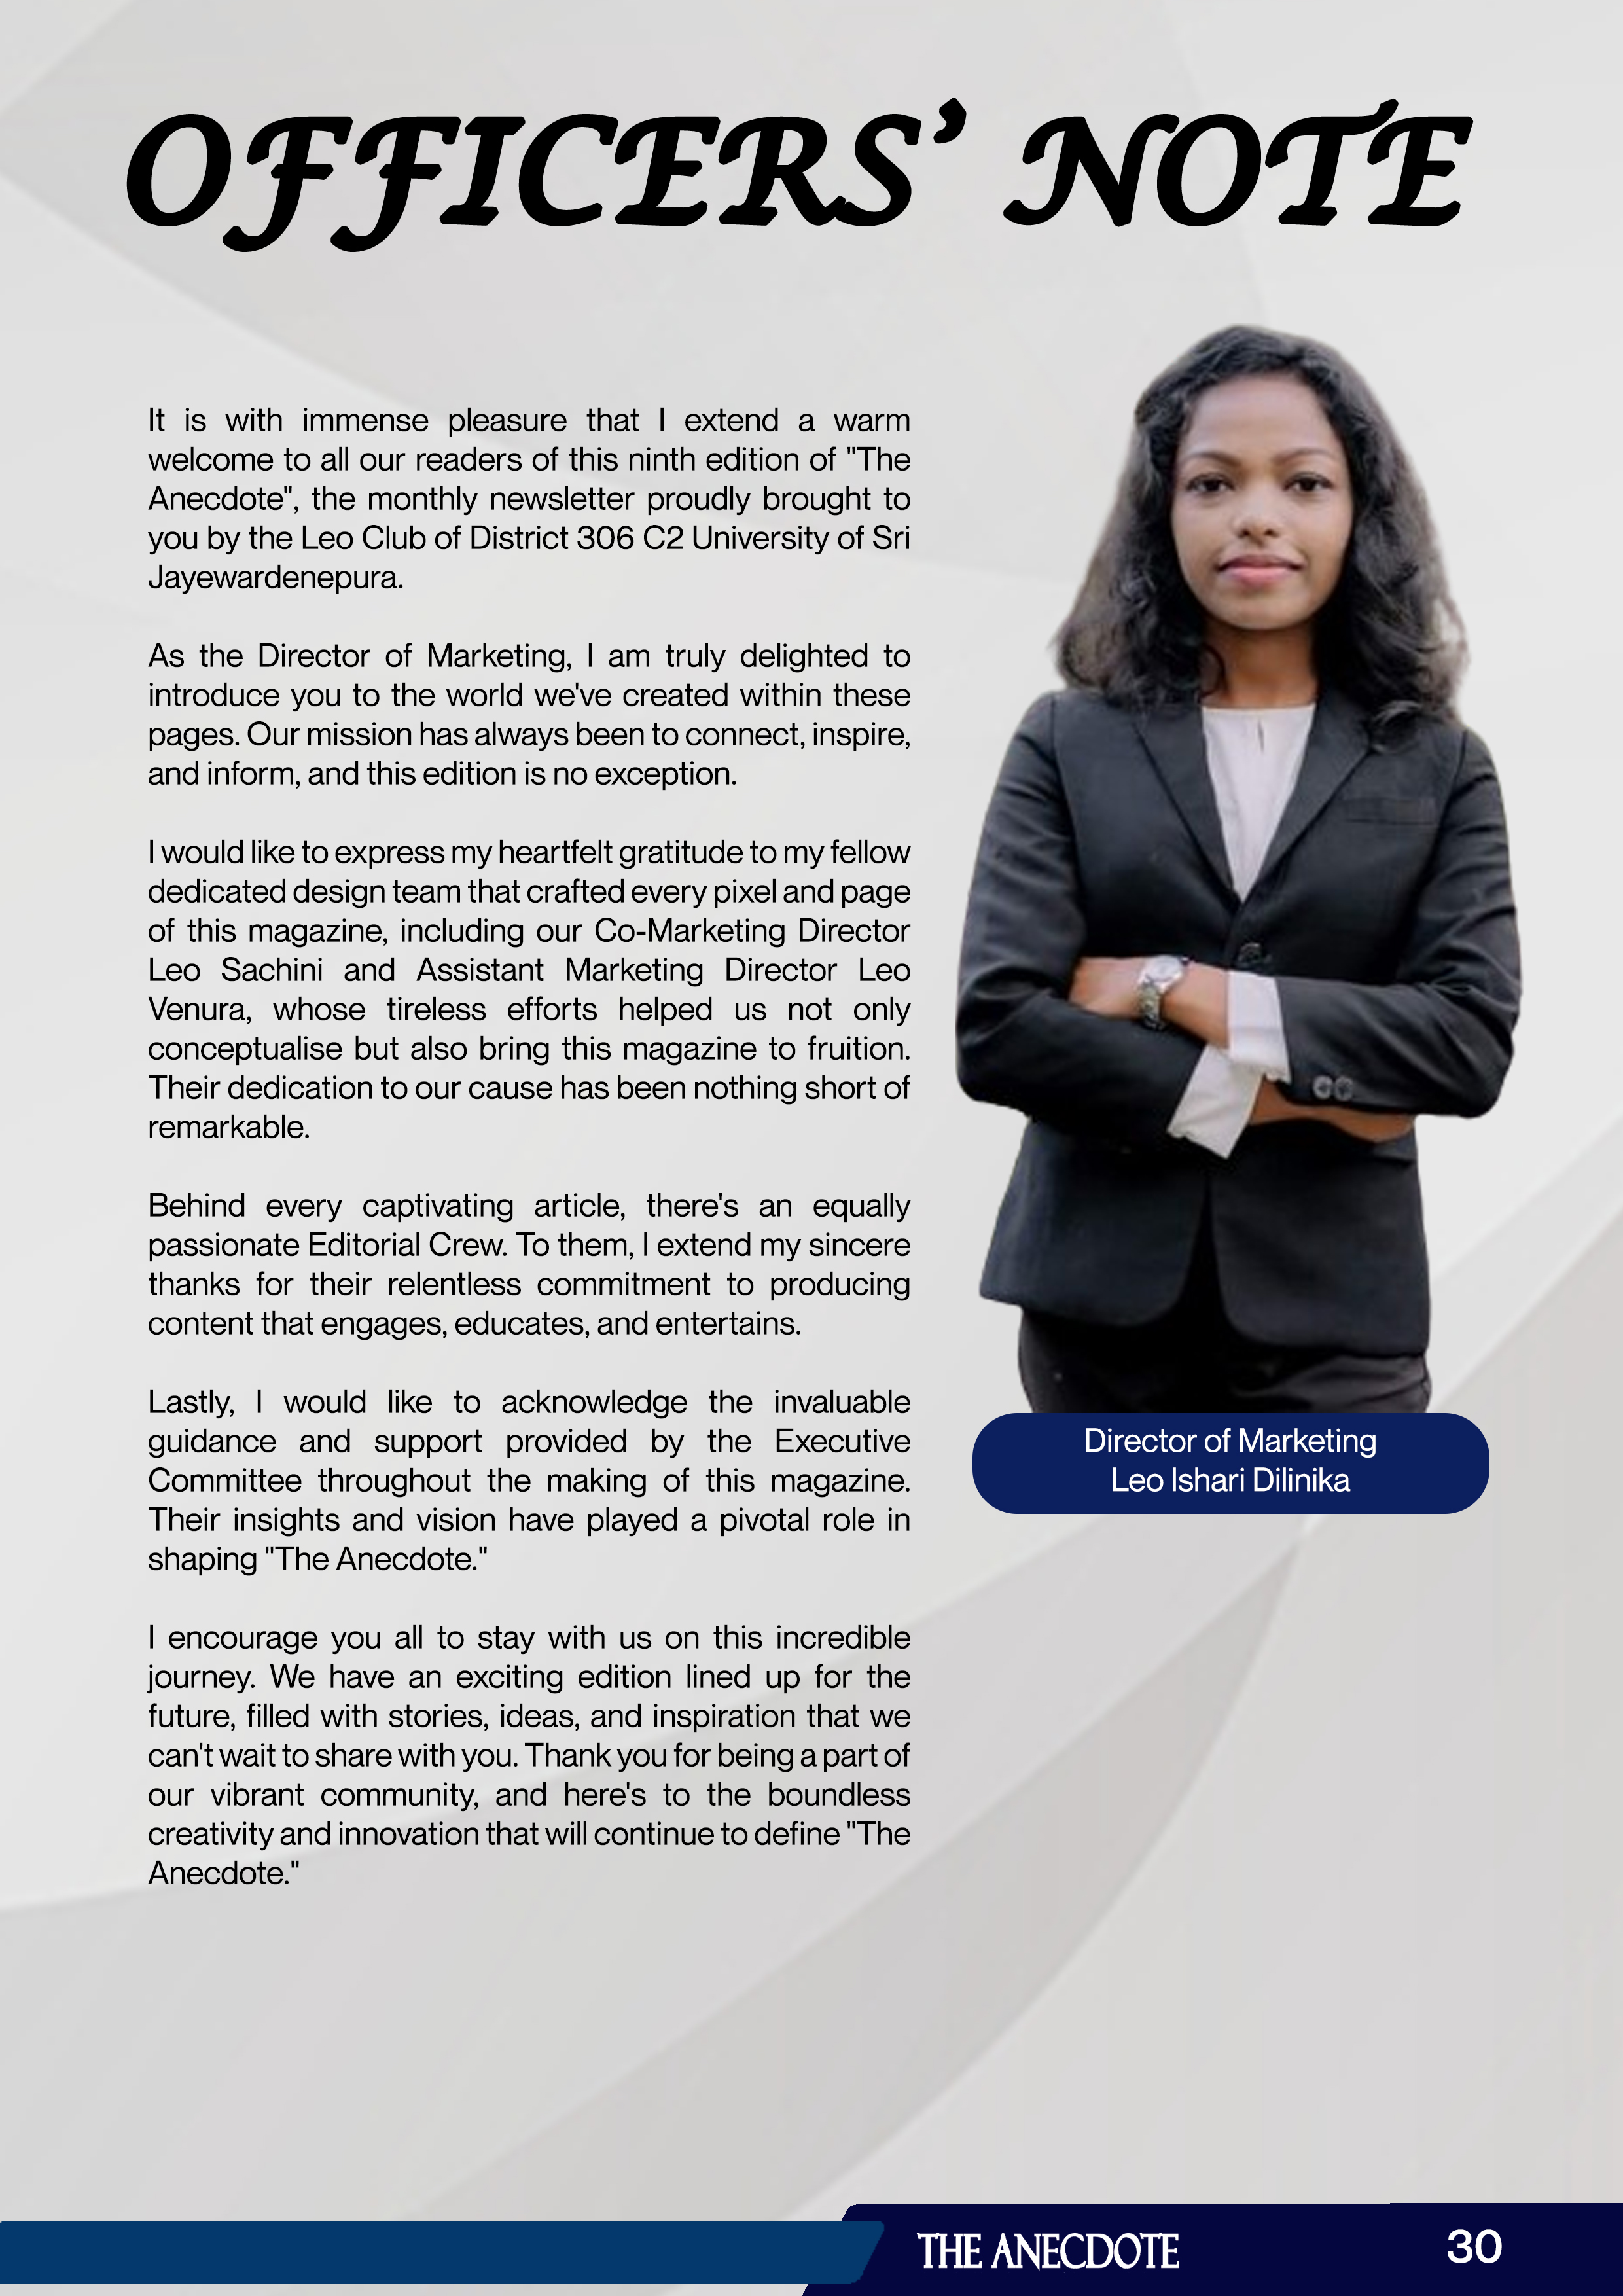 OFFICERS’ NOTE
It is with immense pleasure that I extend a warm
welcome to all our readers of this ninth edition of "The
Anecdote", the monthly newsletter proudly brought to
you by the Leo Club of District 306 C2 University of Sri
Jayewardenepura.
As the Director of Marketing, I am truly delighted to
introduce you to the world we've created within these
pages. Our mission has always been to connect, inspire,
and inform, and this edition is no exception.
I would like to express my heartfelt gratitude to my fellow
dedicated design team that crafted every pixel and page
of this magazine, including our Co-Marketing Director
Leo Sachini and Assistant Marketing Director Leo
Venura, whose tireless efforts helped us not only
conceptualise but also bring this magazine to fruition.
Their dedication to our cause has been nothing short of
remarkable.
Behind every captivating article, there's an equally
passionate Editorial Crew. To them, I extend my sincere
thanks for their relentless commitment to producing
content that engages, educates, and entertains.
Lastly, I would like to acknowledge the invaluable
guidance and support provided by the Executive
Committee throughout the making of this magazine.
Their insights and vision have played a pivotal role in
shaping "The Anecdote."
I encourage you all to stay with us on this incredible
journey. We have an exciting edition lined up for the
future, filled with stories, ideas, and inspiration that we
can't wait to share with you. Thank you for being a part of
our vibrant community, and here's to the boundless
creativity and innovation that will continue to define "The
Anecdote."
Director of Marketing
Leo Ishari Dilinika
THE ANECDOTE
30